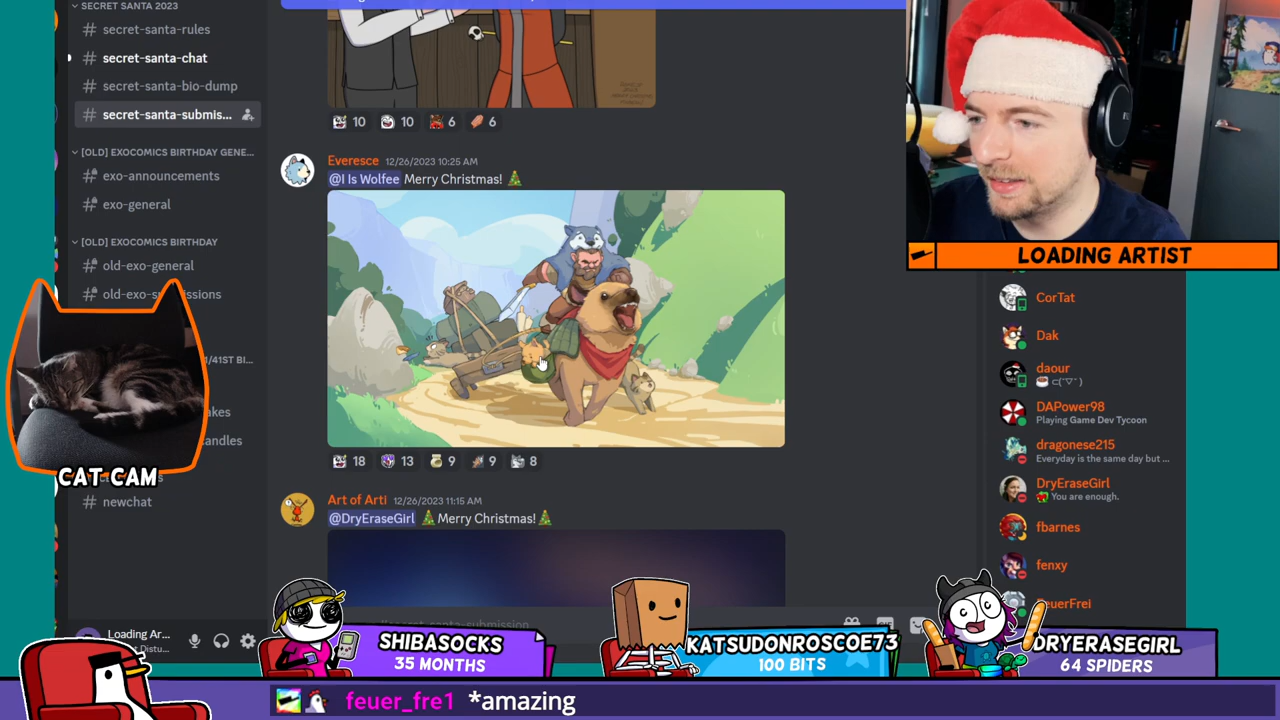 SECRET SANTA 2023
secret-santa-rules
secret-santa-chat
secret-santa-bio-dump
secret-santa-submis...
[OLD] EXOCOMICS BIRTHDAY GENE...
exo-announcements
exo-general
[OLD] EXOCOMICS BIRTHDAY
old-exo-general
newchat
CAT CAM
Loading Ar...
10 10 6 6
Everesce 12/26/2023 10:25 AM
@I Is Wolfee Merry Christmas!
18 13 9 9 8
Art of Arti 12/26/2023 11:15 AM
@DryEraseGirl Merry Christmas!
LOADING ARTIST
CorTat
Dak
daour
DAPower98
Playing Game Dev Tycoon
dragonese215
Everyday is the same day but ...
DryEraseGirl
You are enough.
fbarnes
fenxy
SHIBASOCKS
35 MONTHS
KATSUDONROSCOE73
100 BITS
DRYERASEGIRL
64 SPIDERS
feuer_fre1 *amazing